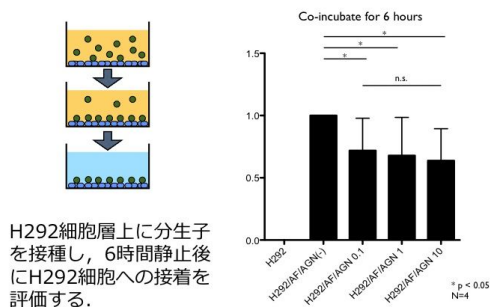 Co-incubate for 6 hours
1.5
1.0
0.5
0.0
*
*
*
n.s.
H292
H292/AF/AGN(-)
H292/AF/AGN 0.1
H292/AF/AGN 1
H292/AF/AGN 10
* p < 0.05
N=4
H292細胞層上に分生子
を接種し，6時間静止後
にH292細胞への接着を
評価する．